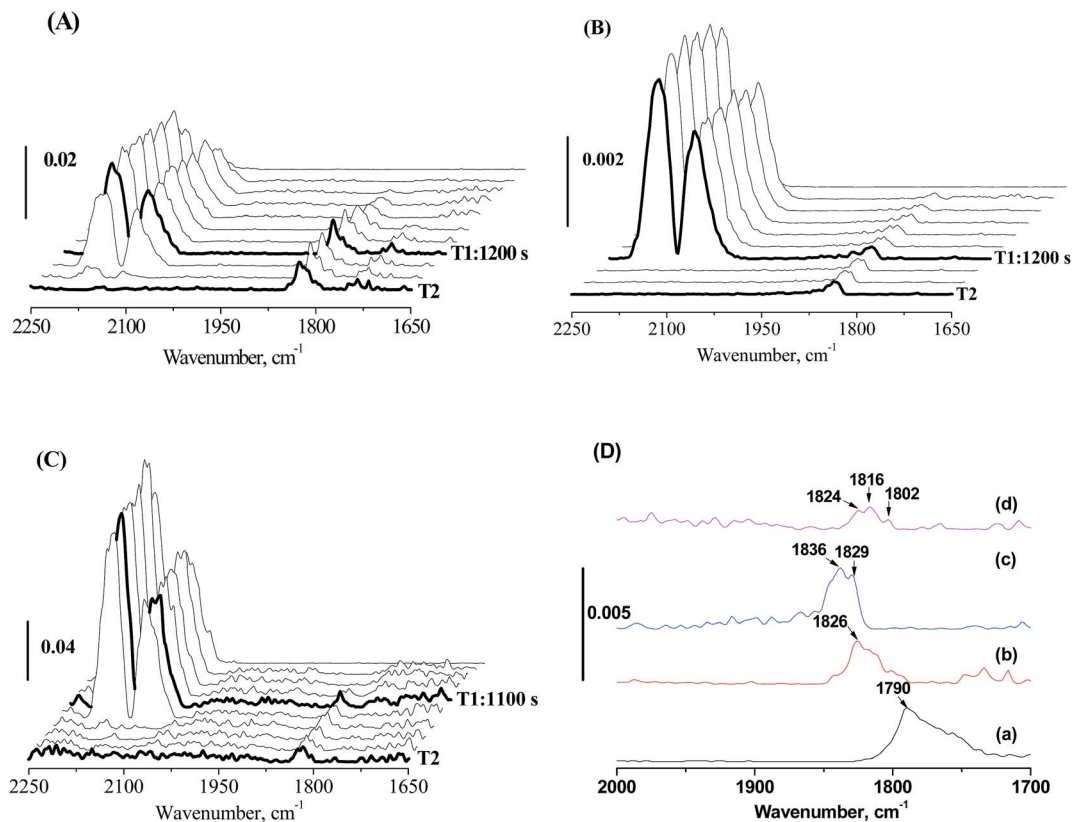 (A)
0.02
T1:1200 s
T2
2250 2100 1950 1800 1650
Wavenumber, cm-1
(B)
0.002
T1:1200 s
T2
2250 2100 1950 1800 1650
Wavenumber, cm-1
(C)
0.04
T1:1100 s
T2
2250 2100 1950 1800 1650
Wavenumber, cm-1
(D)
1816
1824 1802
(d)
1836 1829
(c)
0.005
1826
(b)
1790
(a)
2000 1900 1800 1700
Wavenumber, cm-1